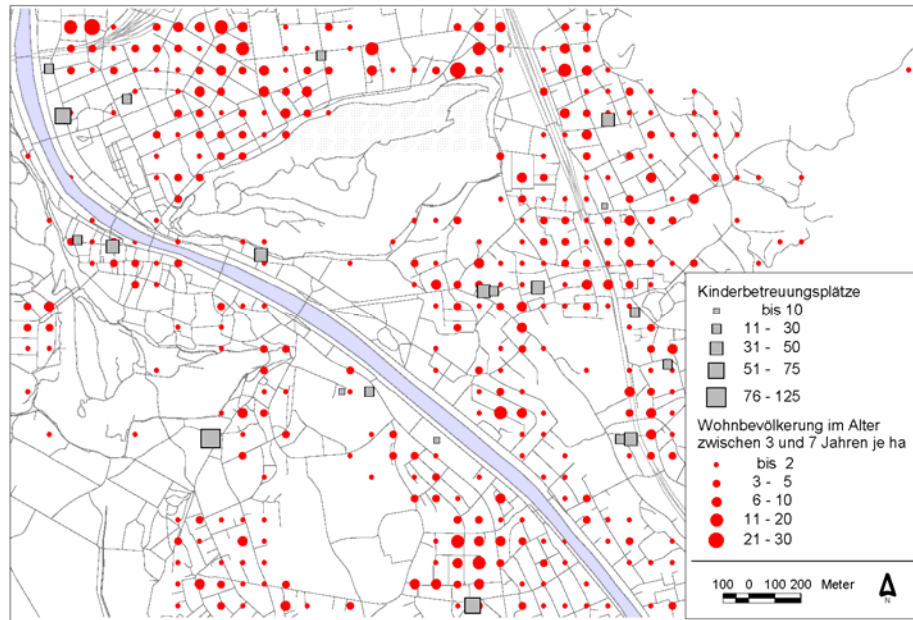 Kinderbetreuungsplätze
bis 10
11 - 30
31 - 50
51 - 75
76 - 125
Wohnbevölkerung im Alter
zwischen 3 und 7 Jahren je ha
bis 2
3 - 5
6 - 10
11 - 20
21 - 30
100 0 100 200 Meter
N